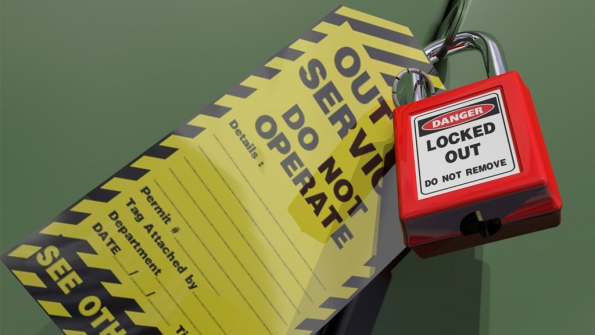 OUT
SERVIC
DO NOT
OPERATE
Details :
Permit #
Tag Attached by
Department
DATE / /
SEE OTH
DANGER
LOCKED
OUT
DO NOT REMOVE